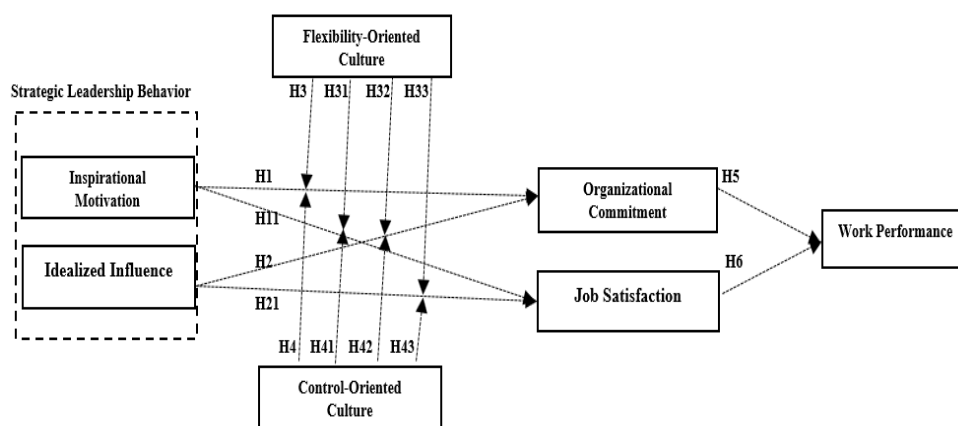 Flexibility-Oriented
Culture
H3 H31 H32 H33
Strategic Leadership Behavior
Inspirational
Motivation
H1
H11
Organizational
Commitment
H5
Work Performance
Idealized Influence
H2
H21
Job Satisfaction
H6
H4 H41 H42 H43
Control-Oriented
Culture